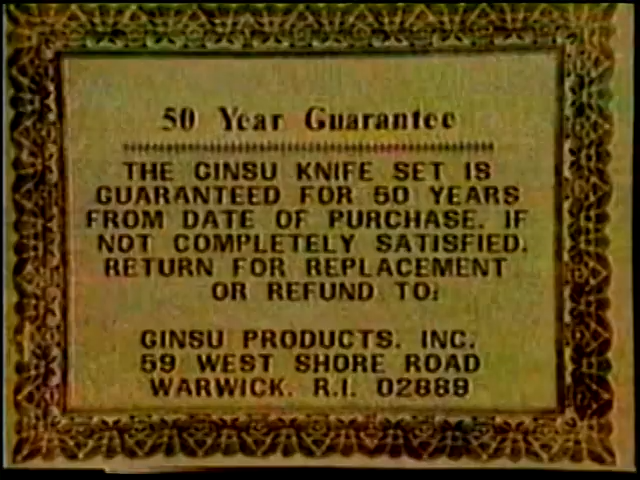 50 Year Guarantee
THE GINSU KNIFE SET IS
GUARANTEED FOR 50 YEARS
FROM DATE OF PURCHASE. IF
NOT COMPLETELY SATISFIED.
RETURN FOR REPLACEMENT
OR REFUND TO:
GINSU PRODUCTS. INC.
59 WEST SHORE ROAD
WARWICK. R.I. 02889